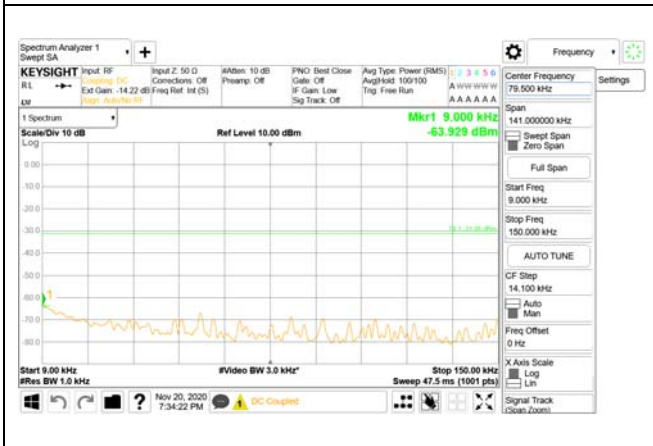 Spectrum Analyzer 1
Swept SA
Frequency
KEYSIGHT
RL
Input: RF
Coupling: DC
Align: Auto/No RF
Input Z: 50 Ω
Corrections: Off
Freq Ref: Int (S)
Ext Gain: -14.22 dB
#Atten: 10 dB
Preamp: Off
PNO: Best Close
Gate: Off
IF Gain: Low
Sig Track: Off
Avg Type: Power (RMS)
Avg|Hold: 100/100
Trig: Free Run
1 2 3 4 5 6
A W W W W W
A A A A A A
1 Spectrum
Scale/Div 10 dB
Log
Ref Level 10.00 dBm
Mkr1 9.000 kHz
-63.929 dBm
0.00
-10.0
-20.0
-30.0
-40.0
-50.0
-60.0
-70.0
-80.0
1
Start 9.00 kHz
#Res BW 1.0 kHz
#Video BW 3.0 kHz*
Stop 150.00 kHz
Sweep 47.5 ms (1001 pts)
Nov 20, 2020
7:34:22 PM
DC Coupled
Center Frequency
79.500 kHz
Settings
Span
141.000000 kHz
Swept Span
Zero Span
Full Span
Start Freq
9.000 kHz
Stop Freq
150.000 kHz
AUTO TUNE
CF Step
14.100 kHz
Auto
Man
Freq Offset
0 Hz
X Axis Scale
Log
Lin
Signal Track
(Span Zoom)